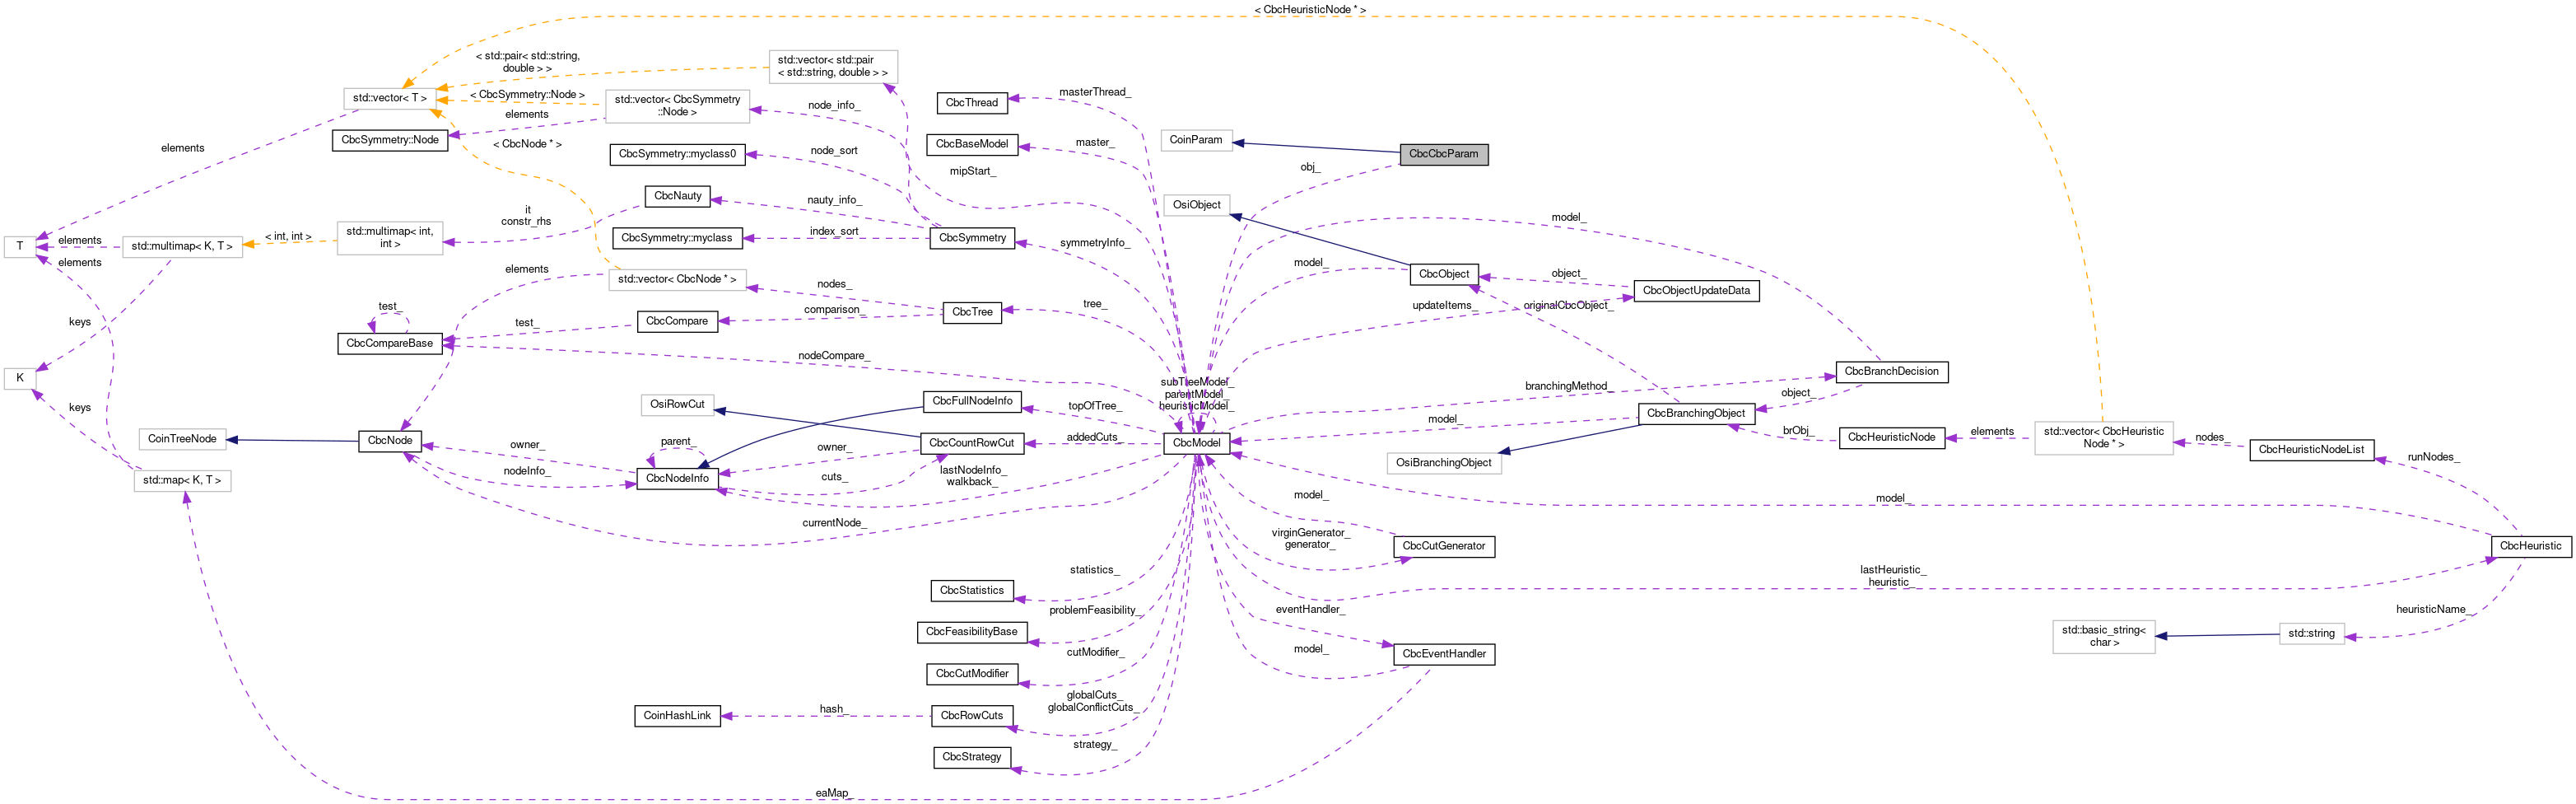 < CbcHeuristicNode * >
< std::pair< std::string,
double > >
std::vector< std::pair
< std::string, double > >
std::vector< T >
< CbcSymmetry::Node >
std::vector< CbcSymmetry
::Node >
node_info_
CbcThread
masterThread_
elements
CbcSymmetry::Node
< CbcNode * >
elements
CbcSymmetry::myclass0
node_sort
CbcBaseModel
master_
mipStart_
CoinParam
CbcCbcParam
obj_
CbcNauty
nauty_info_
it
constr_rhs
OsiObject
model_
T
elements
elements
std::multimap< K, T >
< int, int >
std::multimap< int,
int >
CbcSymmetry::myclass
index_sort
CbcSymmetry
symmetryInfo_
model_
CbcObject
object_
CbcObjectUpdateData
elements
std::vector< CbcNode * >
nodes_
CbcTree
tree_
updateItems_
originalCbcObject_
keys
test_
CbcCompareBase
test_
CbcCompare
comparison_
nodeCompare_
K
keys
CbcBranchDecision
subTreeModel_
parentModel_
heuristicModel_
branchingMethod_
object_
OsiRowCut
CbcFullNodeInfo
topOfTree_
CbcBranchingObject
model_
brObj_
CbcHeuristicNode
elements
std::vector< CbcHeuristic
Node * >
nodes_
CbcHeuristicNodeList
runNodes_
CoinTreeNode
CbcNode
owner_
parent_
CbcCountRowCut
addedCuts_
CbcModel
owner_
OsiBranchingObject
nodeInfo_
CbcNodeInfo
cuts_
lastNodeInfo_
walkback_
std::map< K, T >
currentNode_
model_
model_
virginGenerator_
generator_
CbcCutGenerator
CbcHeuristic
lastHeuristic_
heuristic_
CbcStatistics
statistics_
problemFeasibility_
CbcFeasibilityBase
eventHandler_
heuristicName_
std::basic_string<
char >
std::string
cutModifier_
model_
CbcEventHandler
CbcCutModifier
globalCuts_
globalConflictCuts_
CoinHashLink
hash_
CbcRowCuts
strategy_
CbcStrategy
eaMap_